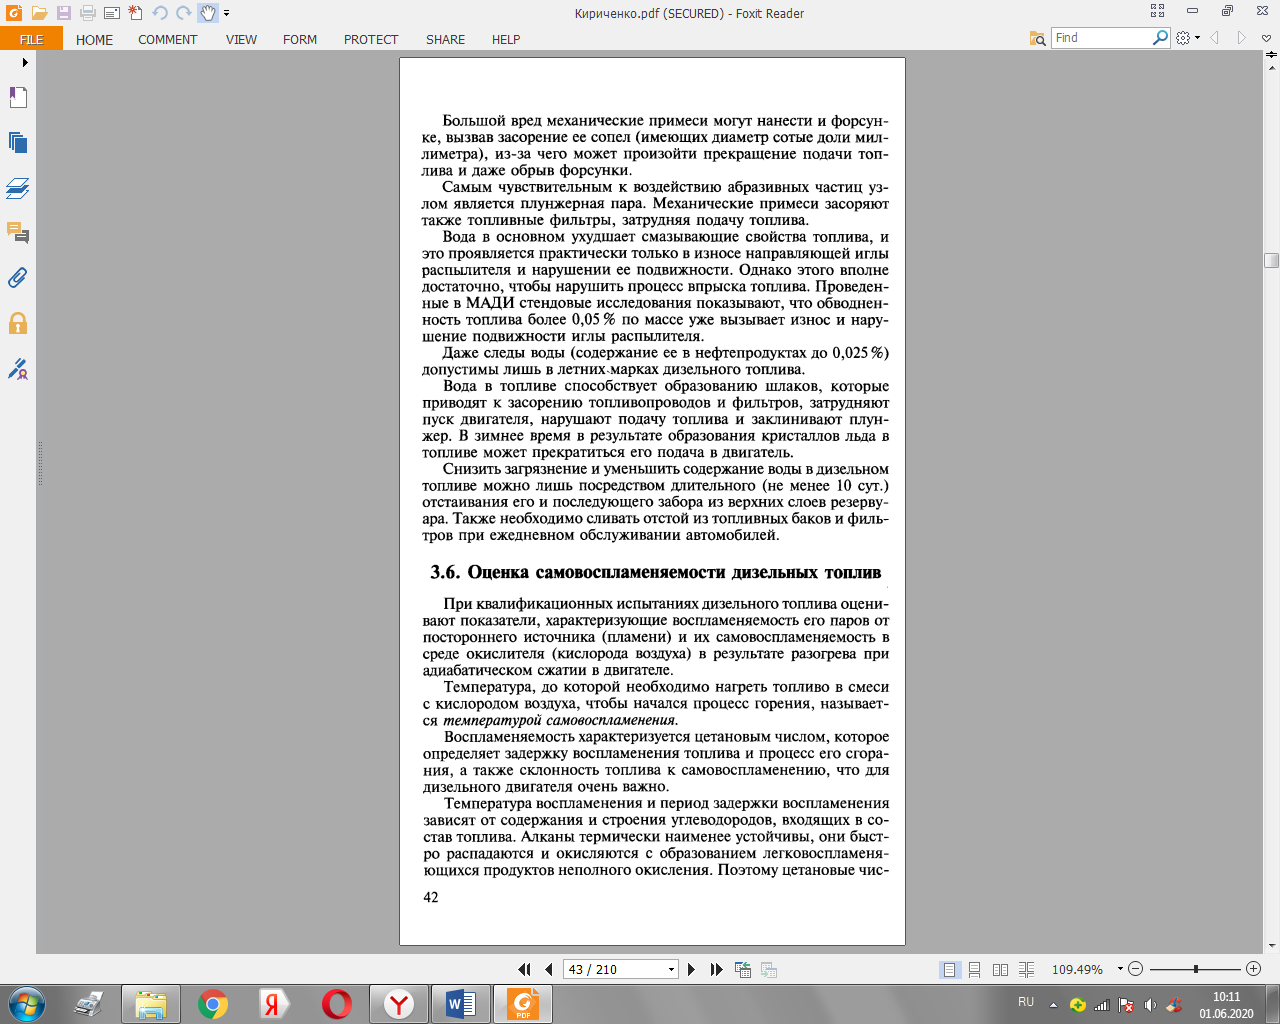 Кириченко.pdf (SECURED) - Foxit Reader
FILE HOME COMMENT VIEW FORM PROTECT SHARE HELP Find
Большой вред механические примеси могут нанести и форсун-
ке, вызвав засорение ее сопел (имеющих диаметр сотые доли мил-
лиметра), из-за чего может произойти прекращение подачи топ-
лива и даже обрыв форсунки.
Самым чувствительным к воздействию абразивных частиц уз-
лом является плунжерная пара. Механические примеси засоряют
также топливные фильтры, затрудняя подачу топлива.
Вода в основном ухудшает смазывающие свойства топлива, и
это проявляется практически только в износе направляющей иглы
распылителя и нарушении ее подвижности. Однако этого вполне
достаточно, чтобы нарушить процесс впрыска топлива. Проведен-
ные в МАДИ стендовые исследования показывают, что обводнен-
ность топлива более 0,05 % по массе уже вызывает износ и нару-
шение подвижности иглы распылителя.
Даже следы воды (содержание ее в нефтепродуктах до 0,025 %)
допустимы лишь в летних марках дизельного топлива.
Вода в топливе способствует образованию шлаков, которые
приводят к засорению топливопроводов и фильтров, затрудняют
пуск двигателя, нарушают подачу топлива и заклинивают плун-
жер. В зимнее время в результате образования кристаллов льда в
топливе может прекратиться его подача в двигатель.
Снизить загрязнение и уменьшить содержание воды в дизельном
топливе можно лишь посредством длительного (не менее 10 сут.)
отстаивания его и последующего забора из верхних слоев резерву-
ара. Также необходимо сливать отстой из топливных баков и филь-
тров при ежедневном обслуживании автомобилей.
3.6. Оценка самовоспламеняемости дизельных топлив
При квалификационных испытаниях дизельного топлива оцени-
вают показатели, характеризующие воспламеняемость его паров от
постороннего источника (пламени) и их самовоспламеняемость в
среде окислителя (кислорода воздуха) в результате разогрева при
адиабатическом сжатии в двигателе.
Температура, до которой необходимо нагреть топливо в смеси
с кислородом воздуха, чтобы начался процесс горения, называет-
ся температурой самовоспламенения.
Воспламеняемость характеризуется цетановым числом, которое
определяет задержку воспламенения топлива и процесс его сгора-
ния, а также склонность топлива к самовоспламенению, что для
дизельного двигателя очень важно.
Температура воспламенения и период задержки воспламенения
зависят от содержания и строения углеводородов, входящих в со-
став топлива. Алканы термически наименее устойчивы, они быст-
ро распадаются и окисляются с образованием легковоспламеня-
ющихся продуктов неполного окисления. Поэтому цетановые чис-
42
43 / 210 109.49%
RU 10:11
01.06.2020